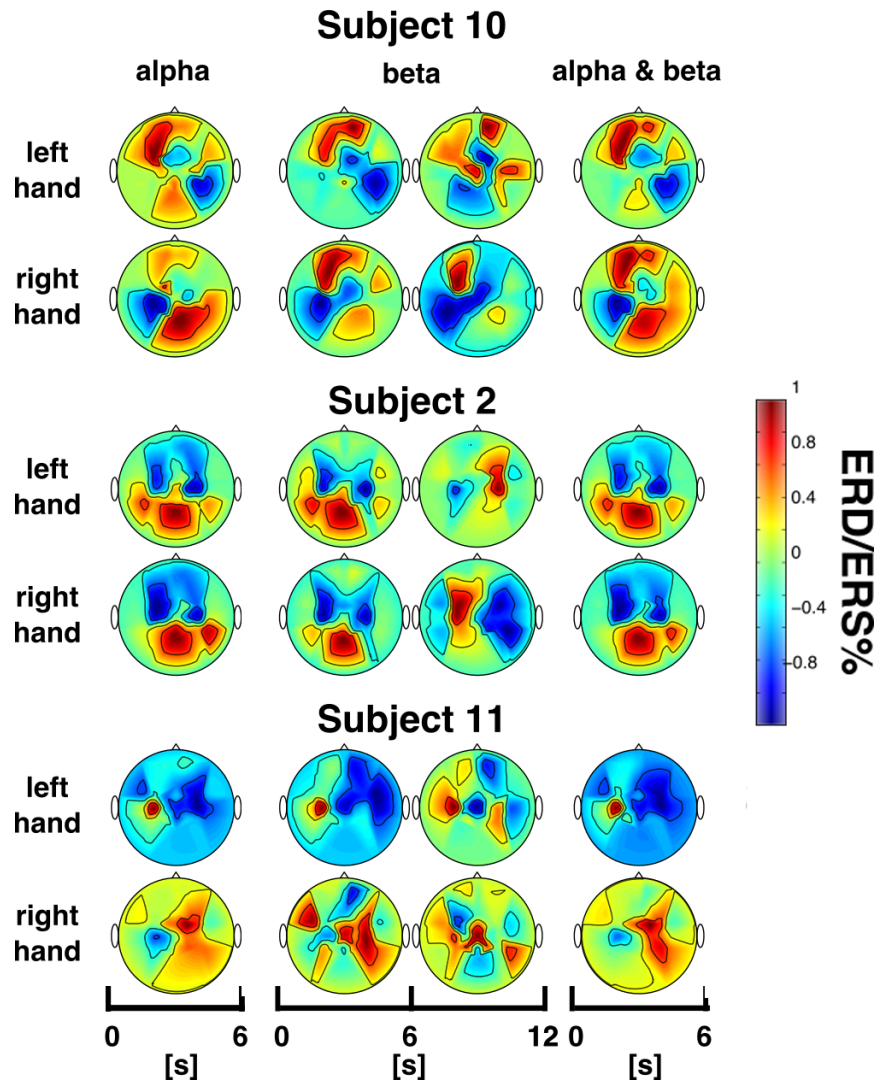 Subject 10
alpha beta alpha & beta
left
hand
right
hand
Subject 2
left
hand
right
hand
Subject 11
left
hand
right
hand
1
0.8
0.4
0
−0.4
−0.8
ERD/ERS%
0 6 0 6 12 0 6
[s] [s] [s]